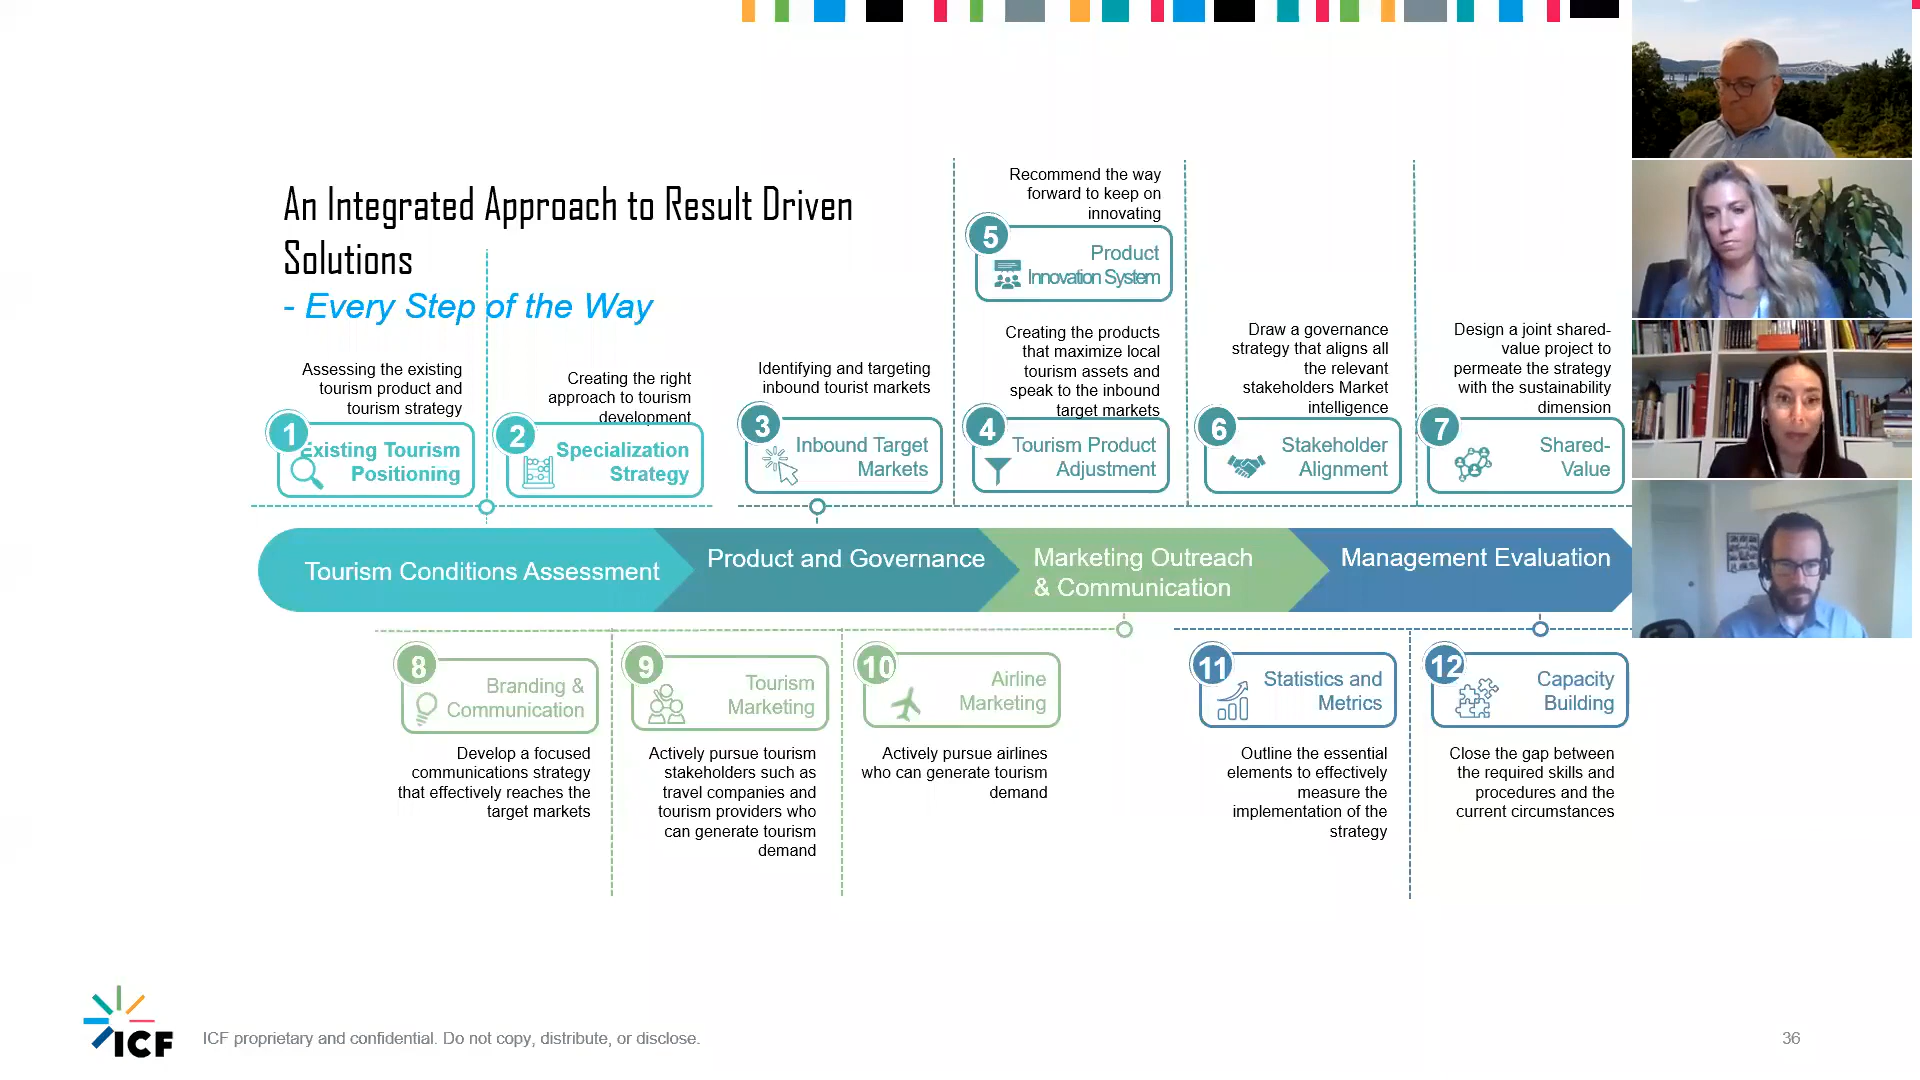 An Integrated Approach to Result Driven
Solutions
- Every Step of the Way
Assessing the existing
tourism product and
tourism strategy
1
Existing Tourism
Positioning
Creating the right
approach to tourism
development
2
Specialization
Strategy
Identifying and targeting
inbound tourist markets
3
Inbound Target
Markets
Recommend the way
forward to keep on
innovating
5
Product
Innovation System
Creating the products
that maximize local
tourism assets and
speak to the inbound
target markets
4
Tourism Product
Adjustment
Draw a governance
strategy that aligns all
the relevant
stakeholders Market
intelligence
6
Stakeholder
Alignment
Design a joint shared-
value project to
permeate the strategy
with the sustainability
dimension
7
Shared-
Value
Tourism Conditions Assessment
Product and Governance
Marketing Outreach
& Communication
Management Evaluation
8
Branding &
Communication
Develop a focused
communications strategy
that effectively reaches the
target markets
9
Tourism
Marketing
Actively pursue tourism
stakeholders such as
travel companies and
tourism providers who
can generate tourism
demand
10
Airline
Marketing
Actively pursue airlines
who can generate tourism
demand
11
Statistics and
Metrics
Outline the essential
elements to effectively
measure the
implementation of the
strategy
12
Capacity
Building
Close the gap between
the required skills and
procedures and the
current circumstances
ICF
ICF proprietary and confidential. Do not copy, distribute, or disclose.
36